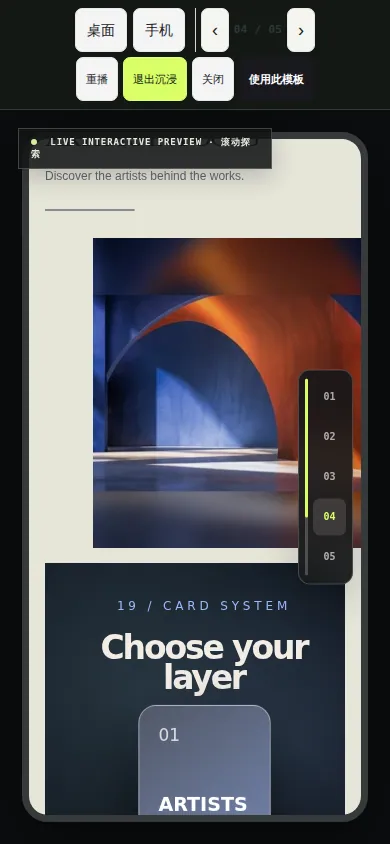 桌面
手机
‹
04 / 05
›
重播
退出沉浸
关闭
使用此模板
LIVE INTERACTIVE PREVIEW · 滚动探
索
Discover the artists behind the works.
01
02
03
04
05
19 / CARD SYSTEM
Choose your
layer
01
ARTISTS